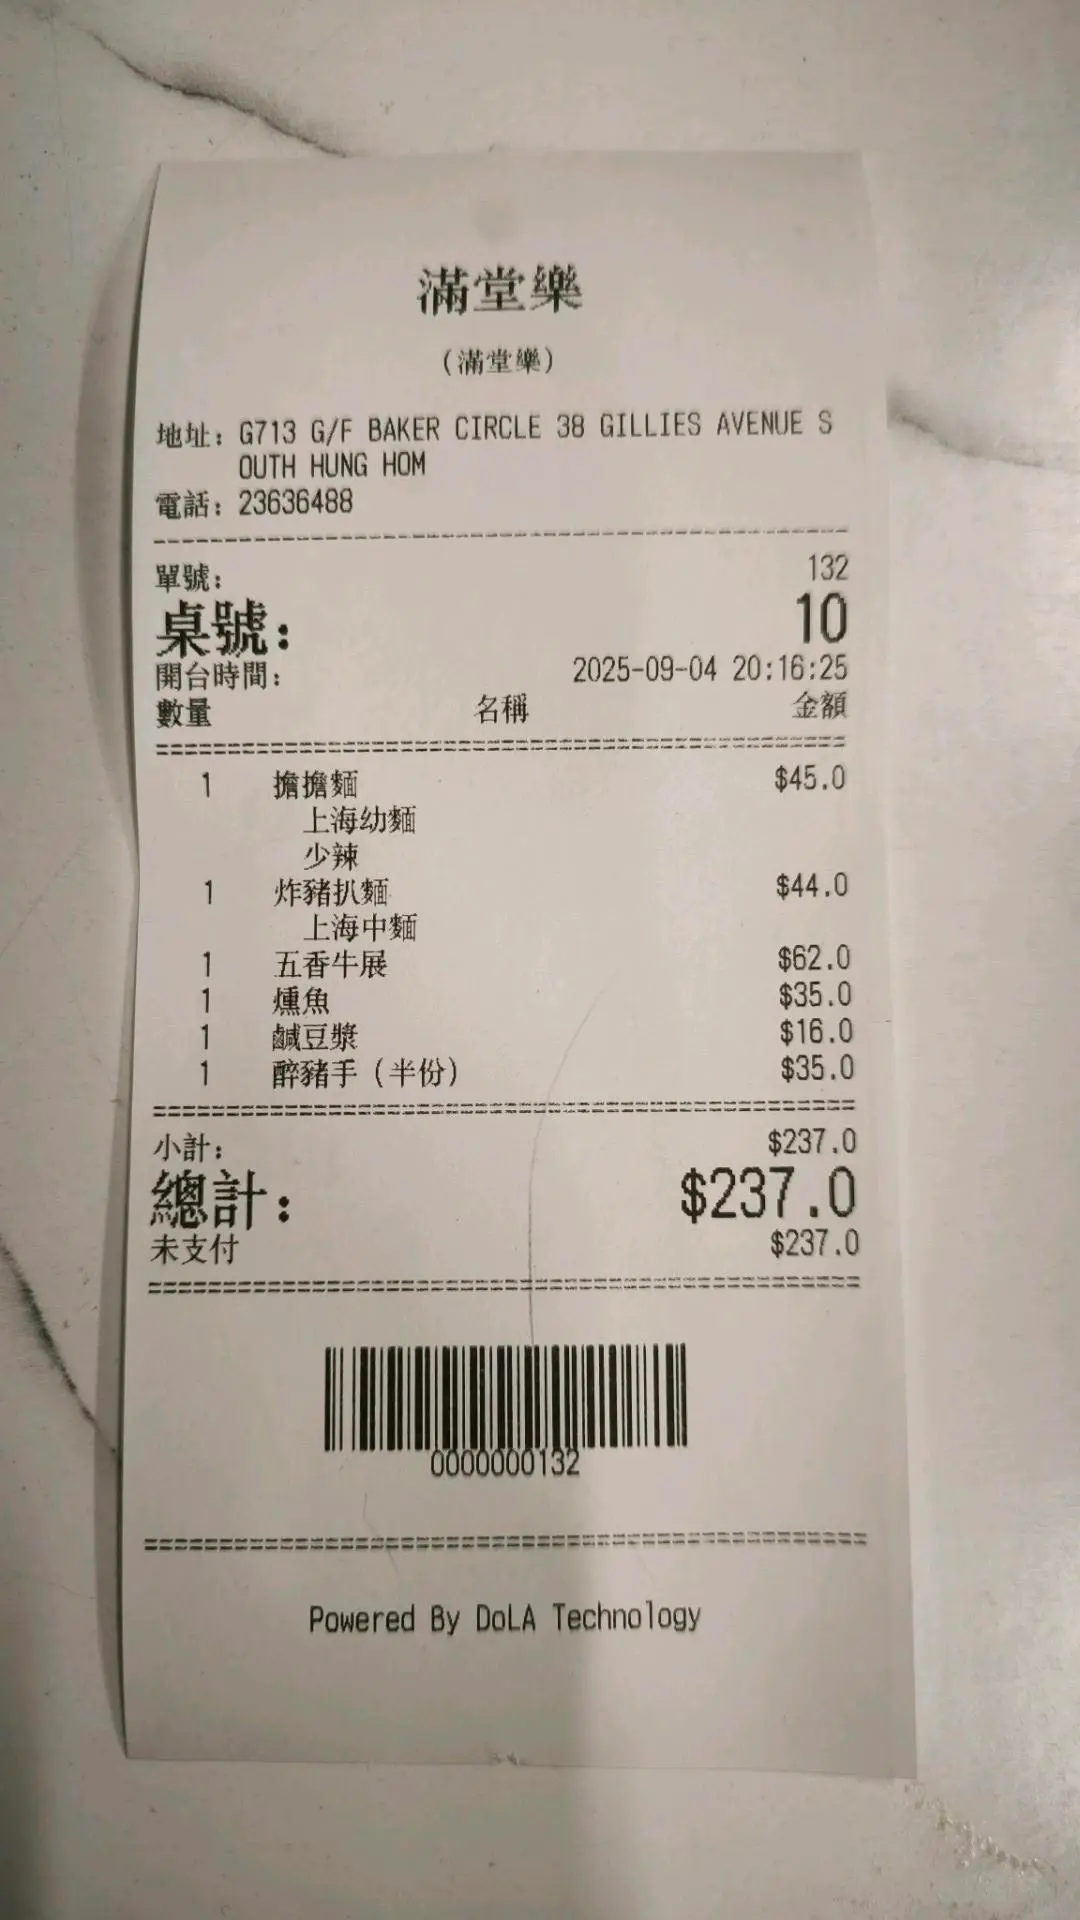 滿堂樂
(滿堂樂)
地址：G713 G/F BAKER CIRCLE 38 GILLIES AVENUE S
OUTH HUNG HOM
電話：23636488
單號： 132
桌號： 10
開台時間： 2025-09-04 20:16:25
數量 名稱 金額
1 擔擔麵 $45.0
上海幼麵
少辣
1 炸豬扒麵 $44.0
上海中麵
1 五香牛展 $62.0
1 燻魚 $35.0
1 鹹豆漿 $16.0
1 醉豬手（半份） $35.0
小計： $237.0
總計： $237.0
未支付 $237.0
0000000132
Powered By DoLA Technology